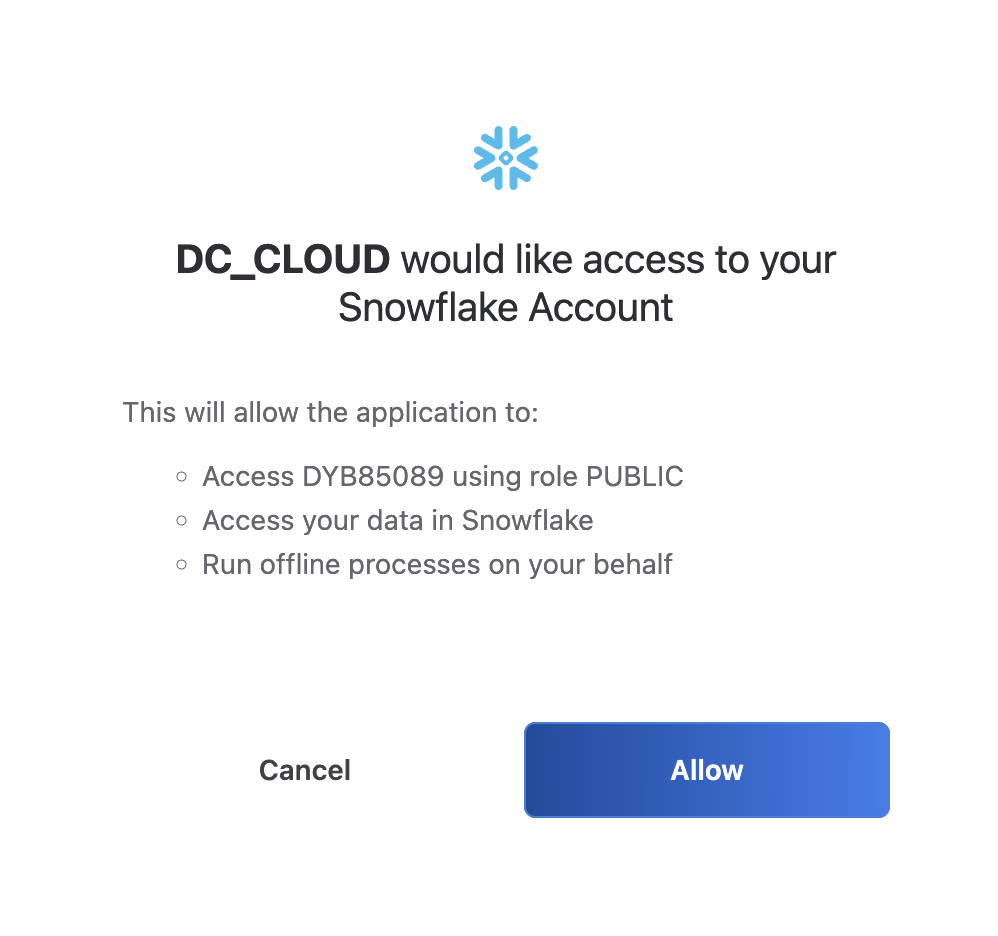 DC_CLOUD would like access to your
Snowflake Account
This will allow the application to:
Access DYB85089 using role PUBLIC
Access your data in Snowflake
Run offline processes on your behalf
Cancel
Allow